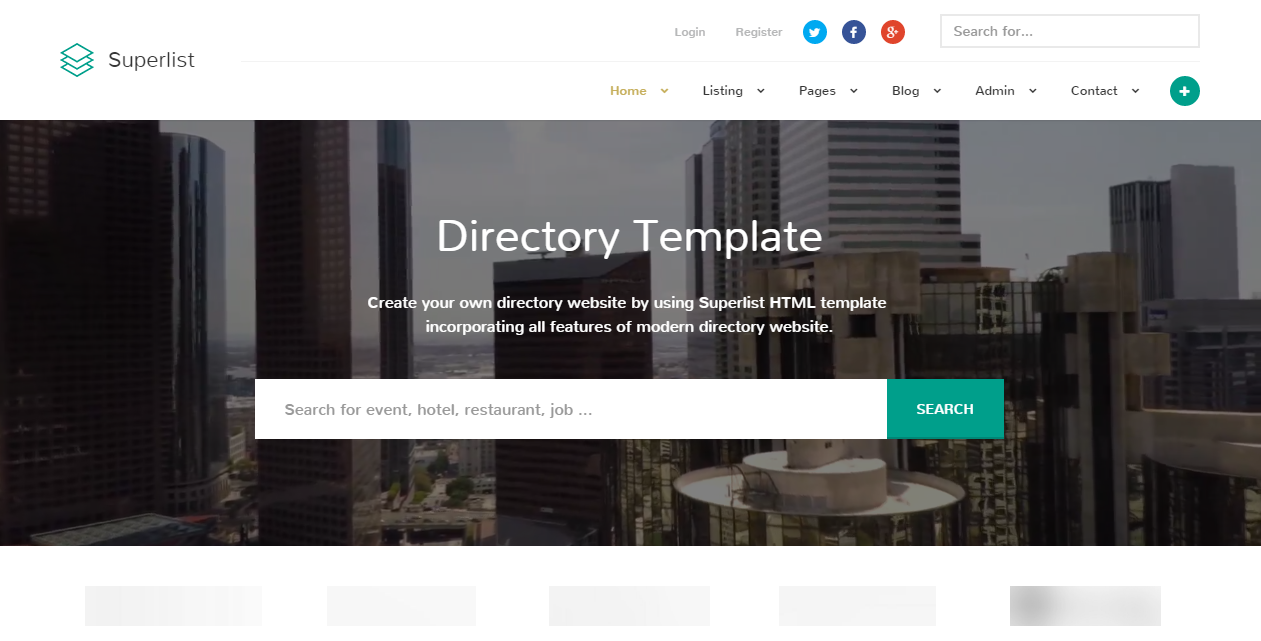 Login
Register
Search for...
Superlist
Home
Listing
Pages
Blog
Admin
Contact
Directory Template
Create your own directory website by using Superlist HTML template
incorporating all features of modern directory website.
Search for event, hotel, restaurant, job ...
SEARCH